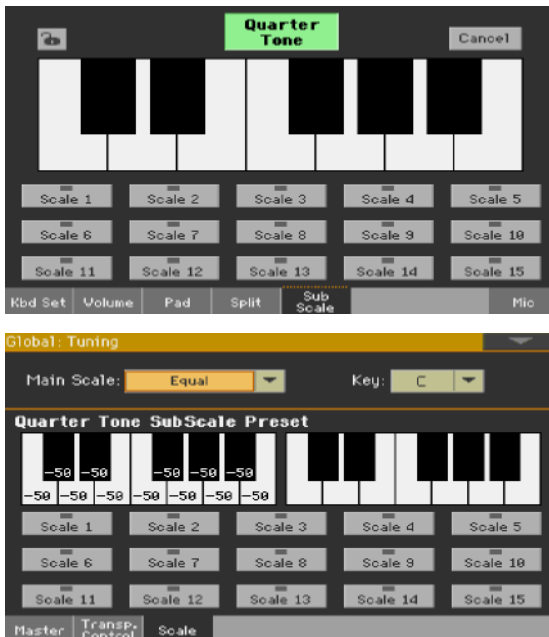 Quarter
Tone
Cancel
Scale 1 Scale 2 Scale 3 Scale 4 Scale 5
Scale 6 Scale 7 Scale 8 Scale 9 Scale 10
Scale 11 Scale 12 Scale 13 Scale 14 Scale 15
Kbd Set Volume Pad Split Sub Scale Mic
Global: Tuning
Main Scale: Equal Key: C
Quarter Tone SubScale Preset
-50 -50 -50 -50 -50
-50 -50 -50 -50 -50 -50 -50
Scale 1 Scale 2 Scale 3 Scale 4 Scale 5
Scale 6 Scale 7 Scale 8 Scale 9 Scale 10
Scale 11 Scale 12 Scale 13 Scale 14 Scale 15
Master Transp. Control Scale